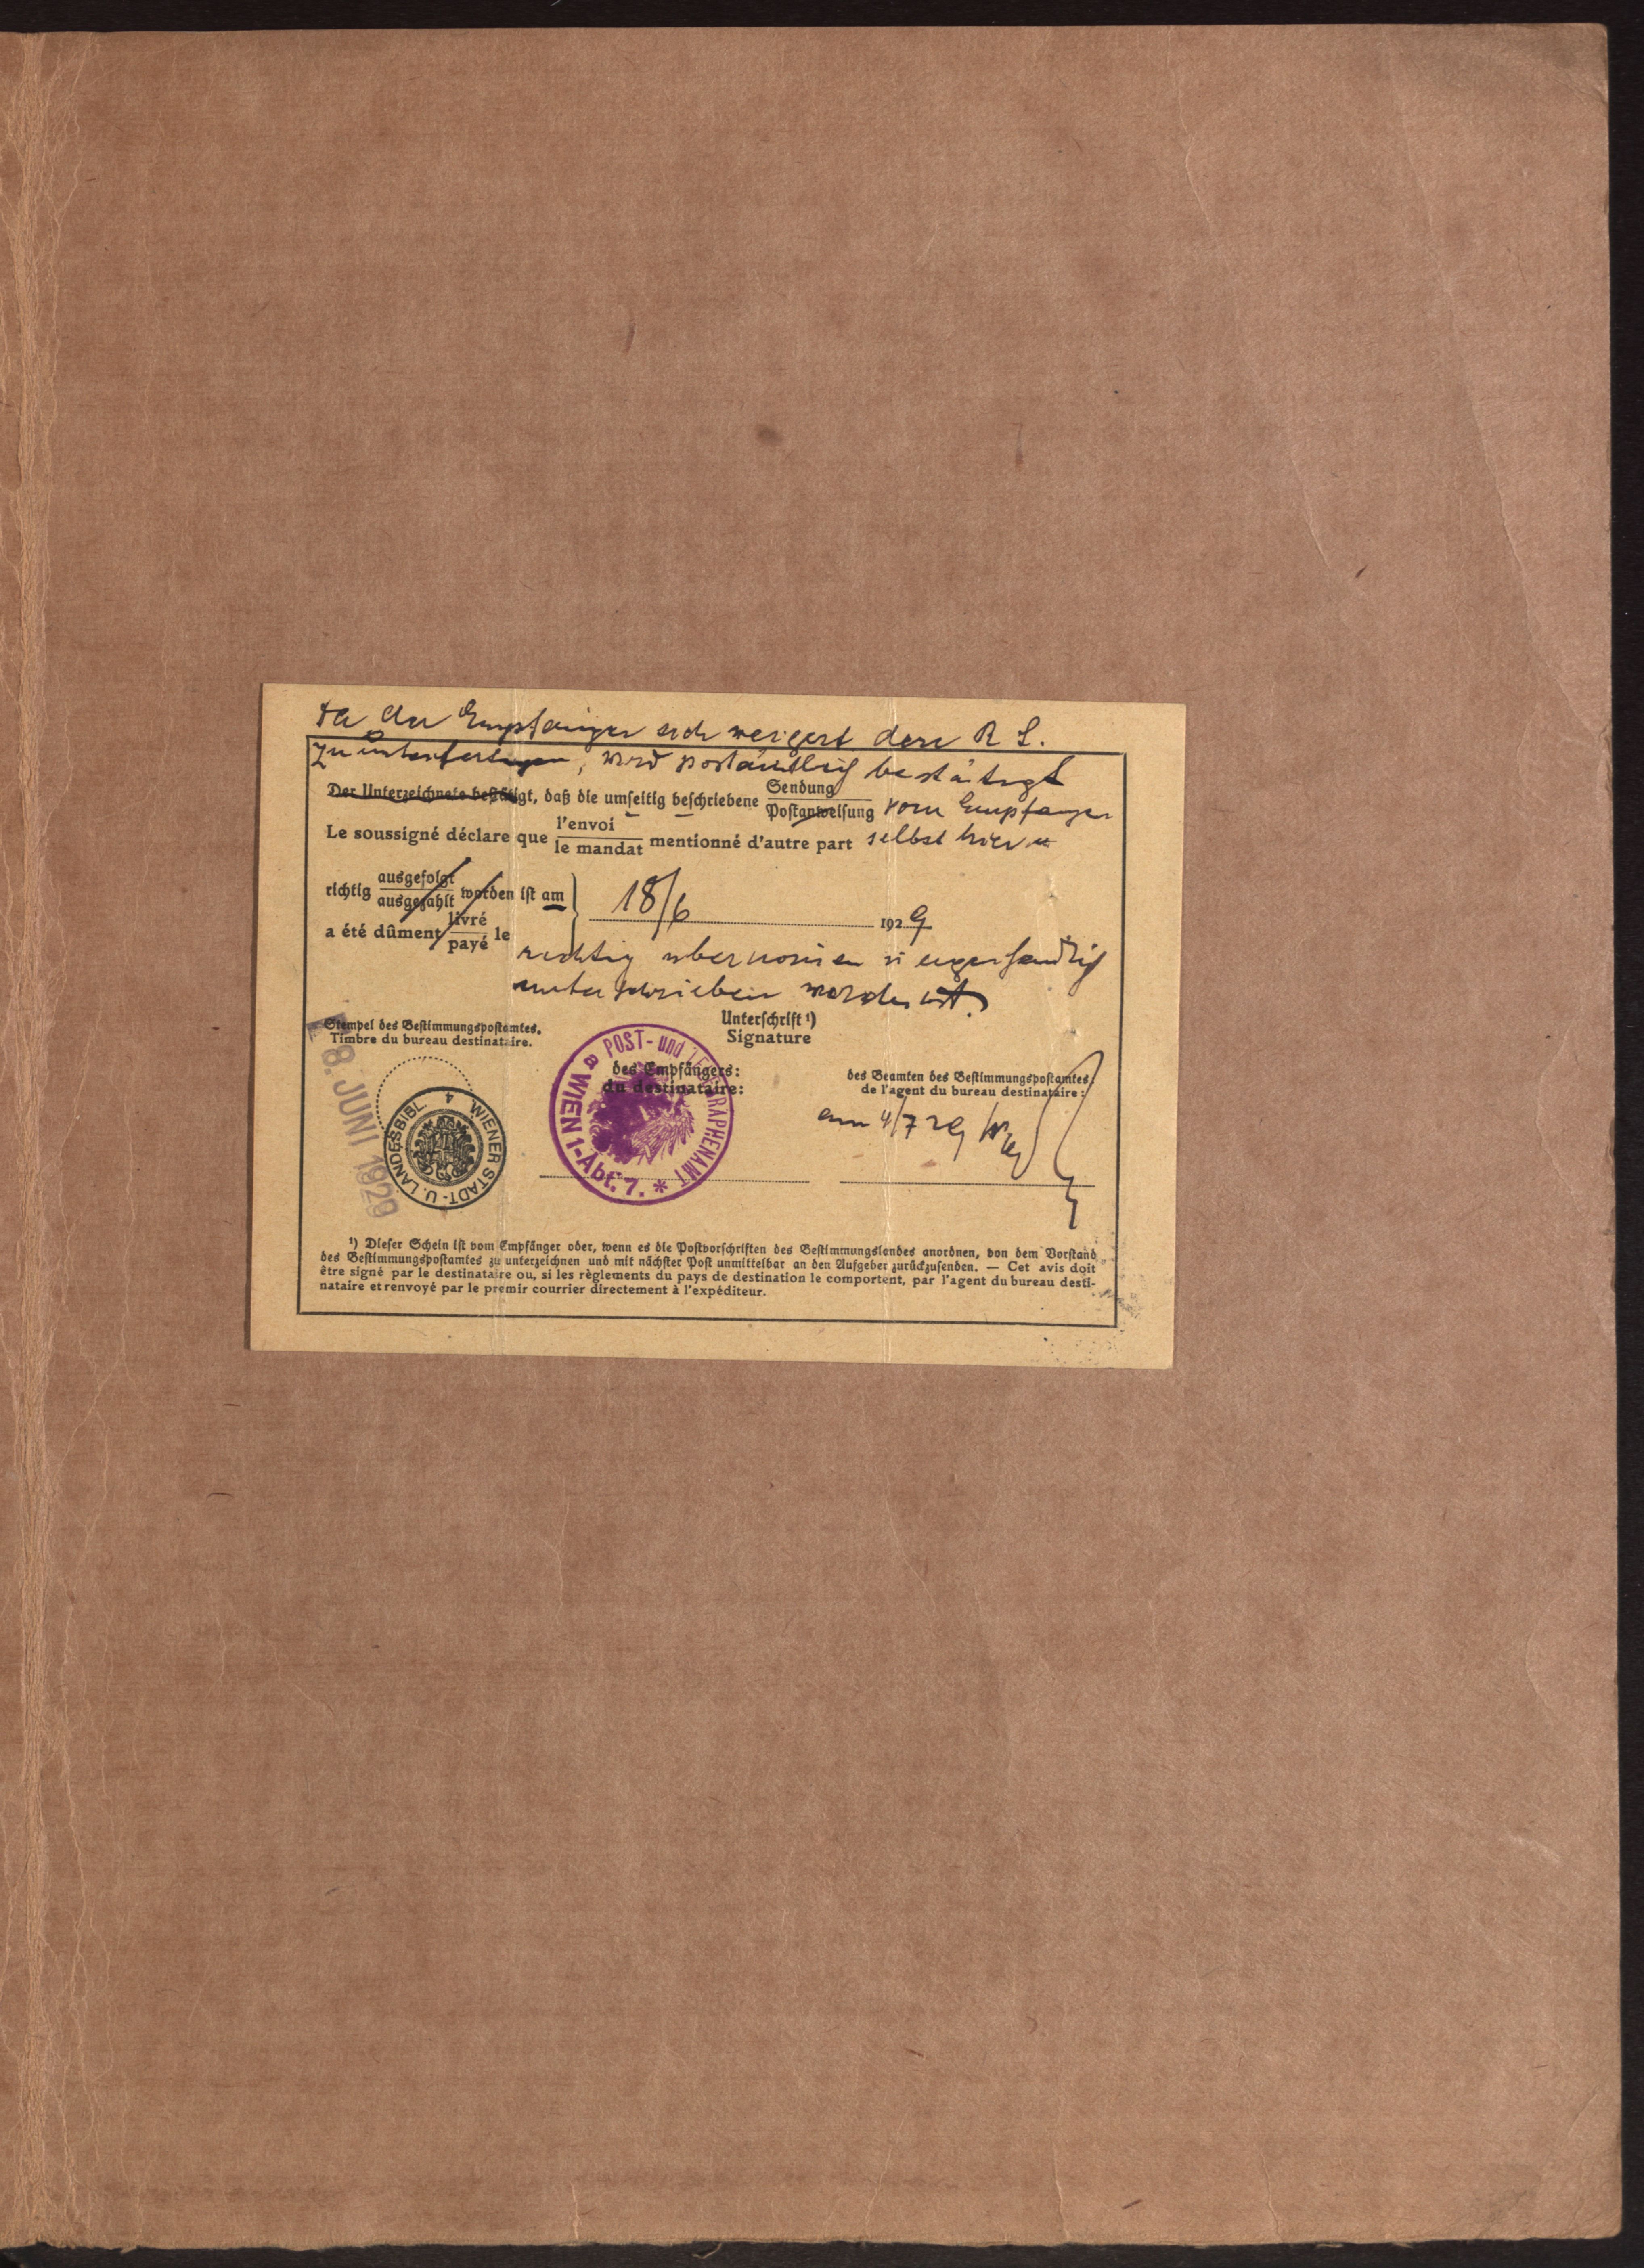 Da der Empfänger sich weigert den R S.
zu unterfertigen, wird postämtlich bestätigt
Der Unterzeichnete bestätigt, daß die umseitig beschriebene Sendung
Postanweisung vom Empfänger
Le soussigné déclare que l'envoi
le mandat mentionné d'autre part selbst
richtig ausgefolgt
ausgezahlt worden ist am
18/6 1929
a été dûment livré
payé le
richtig übernommen u eigenhändig
unterschrieben worden ist.
Stempel des Bestimmungspostamtes.
Timbre du bureau destinataire.
Unterschrift ¹)
Signature
des Empfängers:
du destinataire:
des Beamten des Bestimmungspostamtes:
de l'agent du bureau destinataire:
am 4/7 29
18. JUNI 1929
WIENER STADT- U. LANDESBIBL. 4
POST- und TELEGRAPHENAMT * WIEN 1-Abt. 7. *
¹) Dieser Schein ist vom Empfänger oder, wenn es die Postvorschriften des Bestimmungslandes anordnen, von dem Vorstand
des Bestimmungspostamtes zu unterzeichnen und mit nächster Post unmittelbar an den Aufgeber zurückzusenden. — Cet avis doit
être signé par le destinataire ou, si les règlements du pays de destination le comportent, par l'agent du bureau desti-
nataire et renvoyé par le premir courrier directement à l'expéditeur.